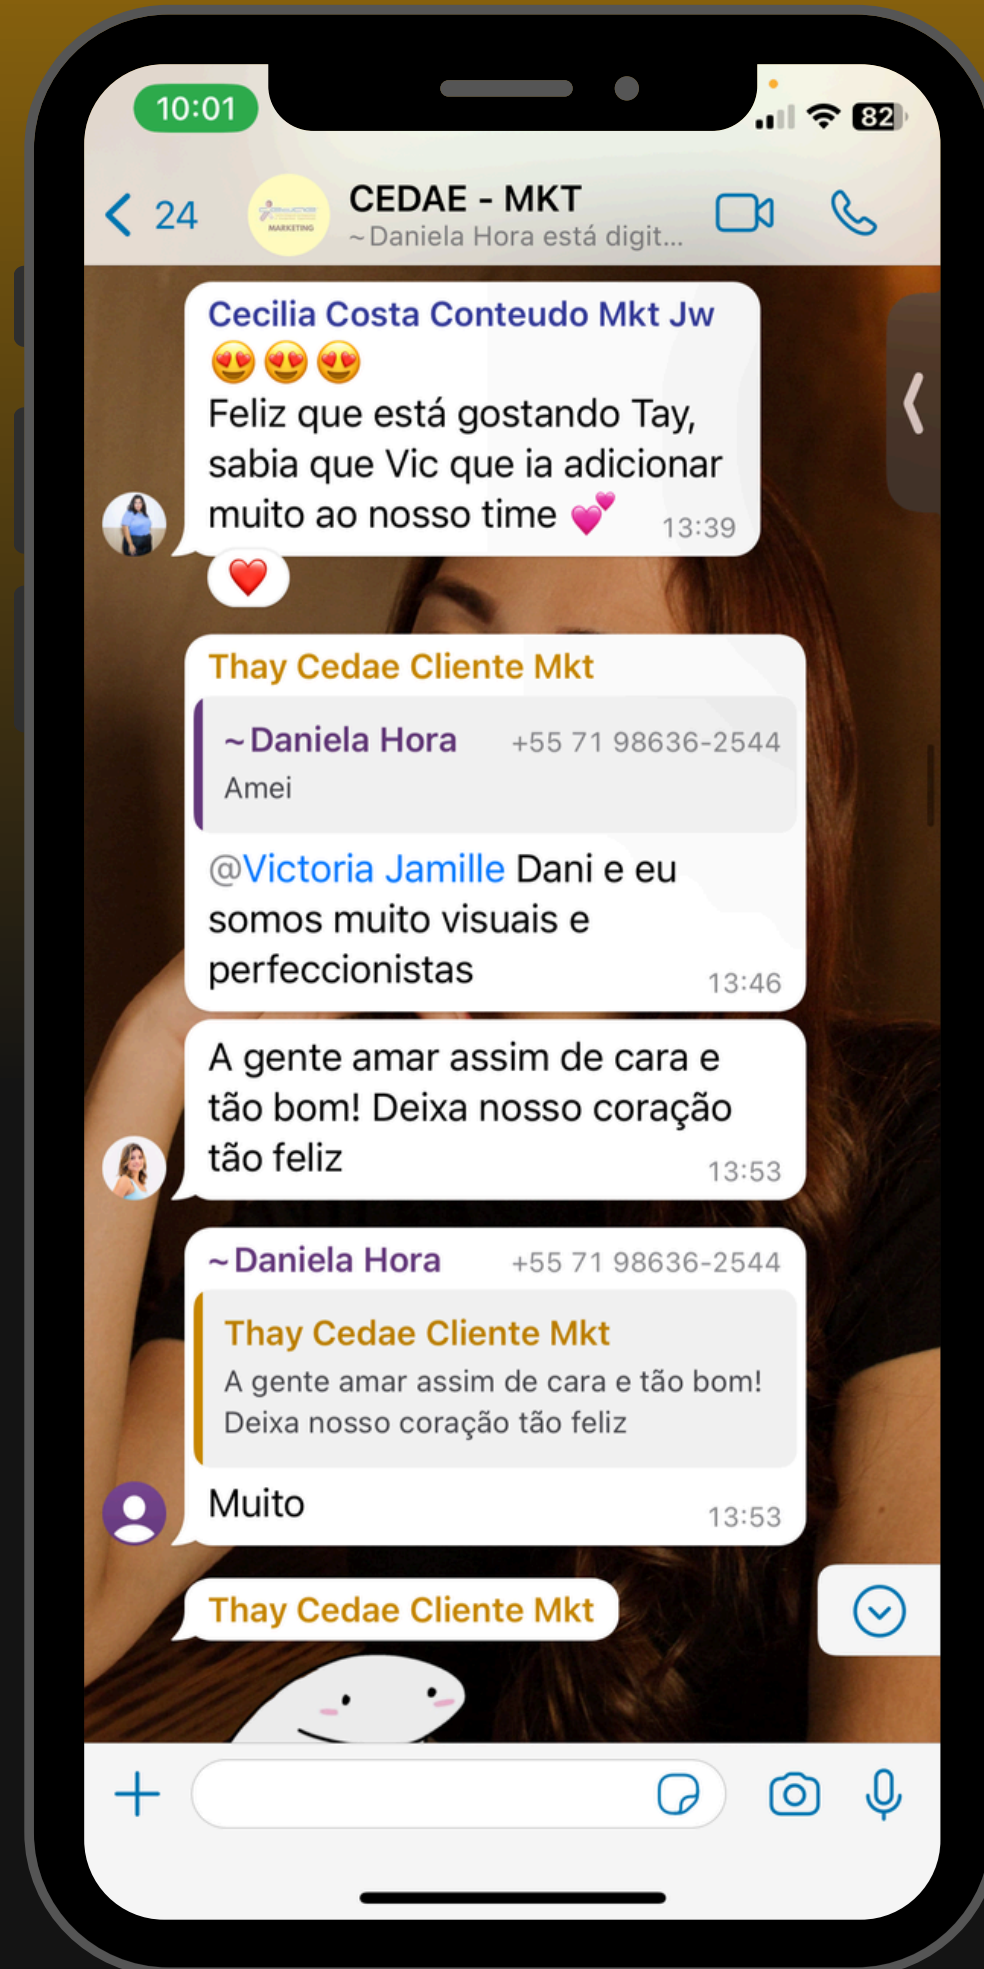 10:01
82
24
CEDAE - MKT
MARKETING
~Daniela Hora está digit...
Cecilia Costa Conteudo Mkt Jw
😍😍😍
Feliz que está gostando Tay,
sabia que Vic que ia adicionar
muito ao nosso time 💕 13:39
❤️
Thay Cedae Cliente Mkt
~Daniela Hora +55 71 98636-2544
Amei
@Victoria Jamille Dani e eu
somos muito visuais e
perfeccionistas 13:46
A gente amar assim de cara e
tão bom! Deixa nosso coração
tão feliz 13:53
~Daniela Hora +55 71 98636-2544
Thay Cedae Cliente Mkt
A gente amar assim de cara e tão bom!
Deixa nosso coração tão feliz
Muito 13:53
Thay Cedae Cliente Mkt